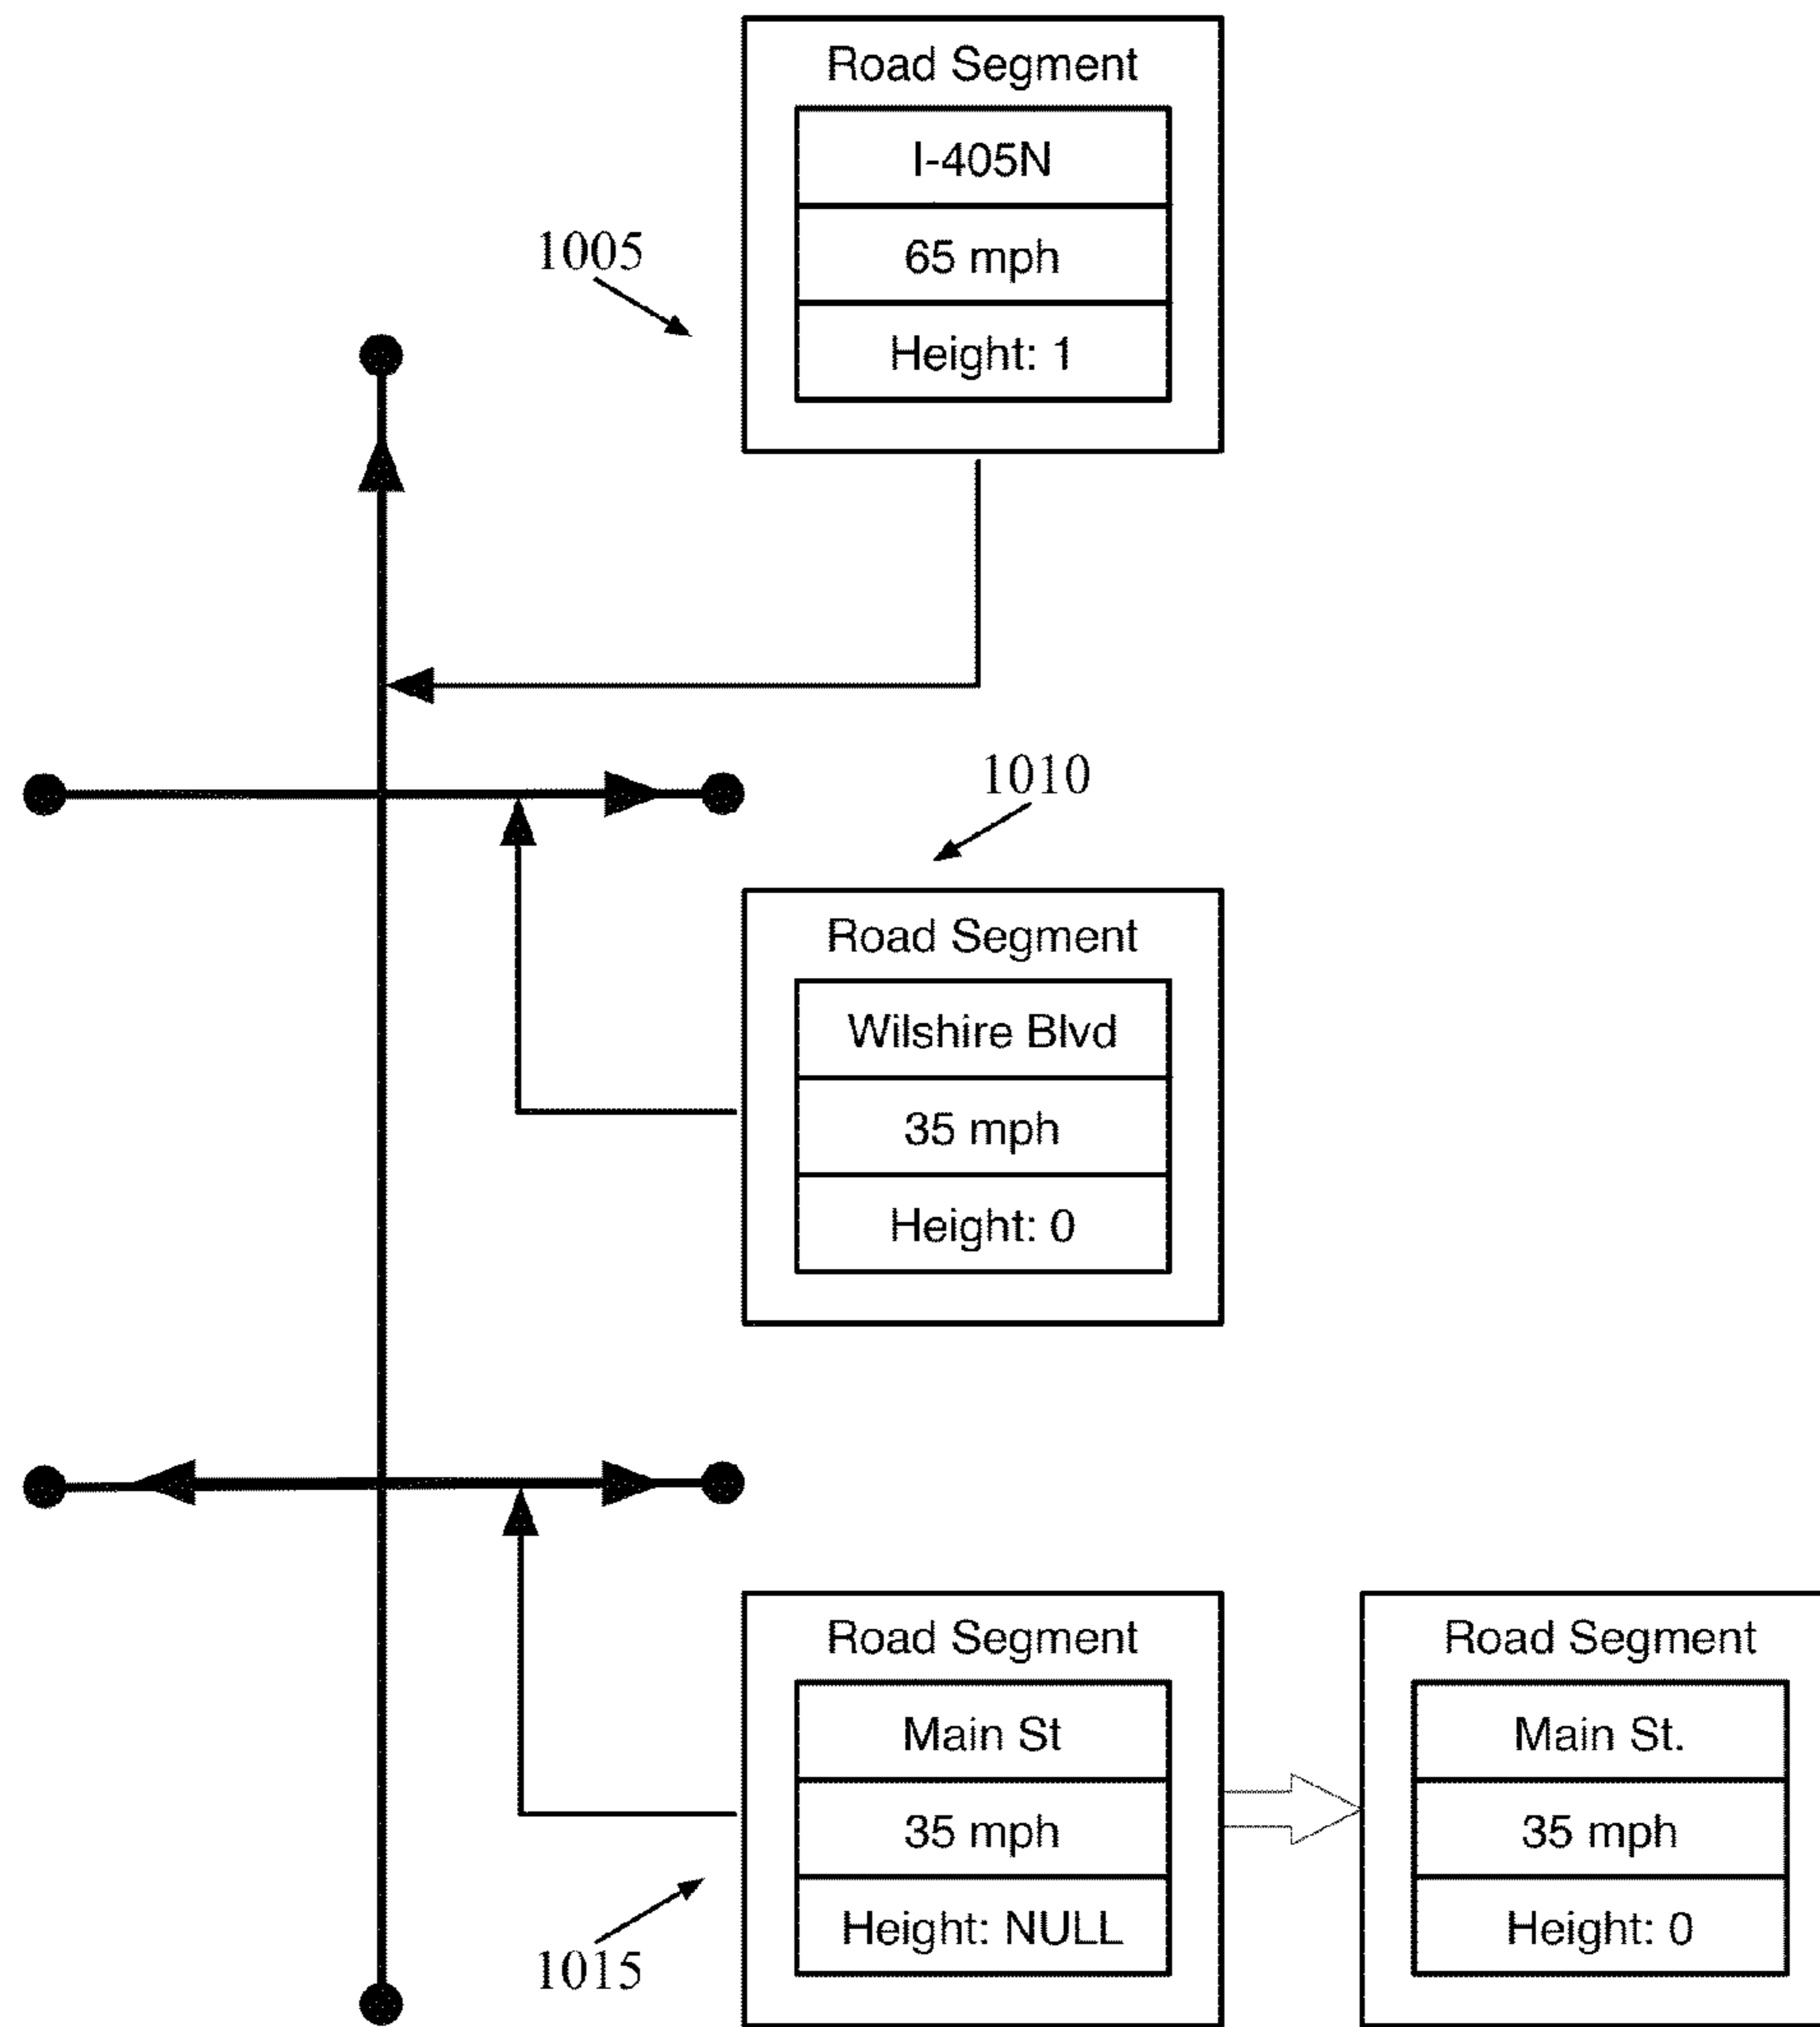 Road Segment
I-405N
65 mph
Height: 1
1005
1010
Road Segment
Wilshire Blvd
35 mph
Height: 0
Road Segment
Main St
35 mph
Height: NULL
1015
Road Segment
Main St.
35 mph
Height: 0